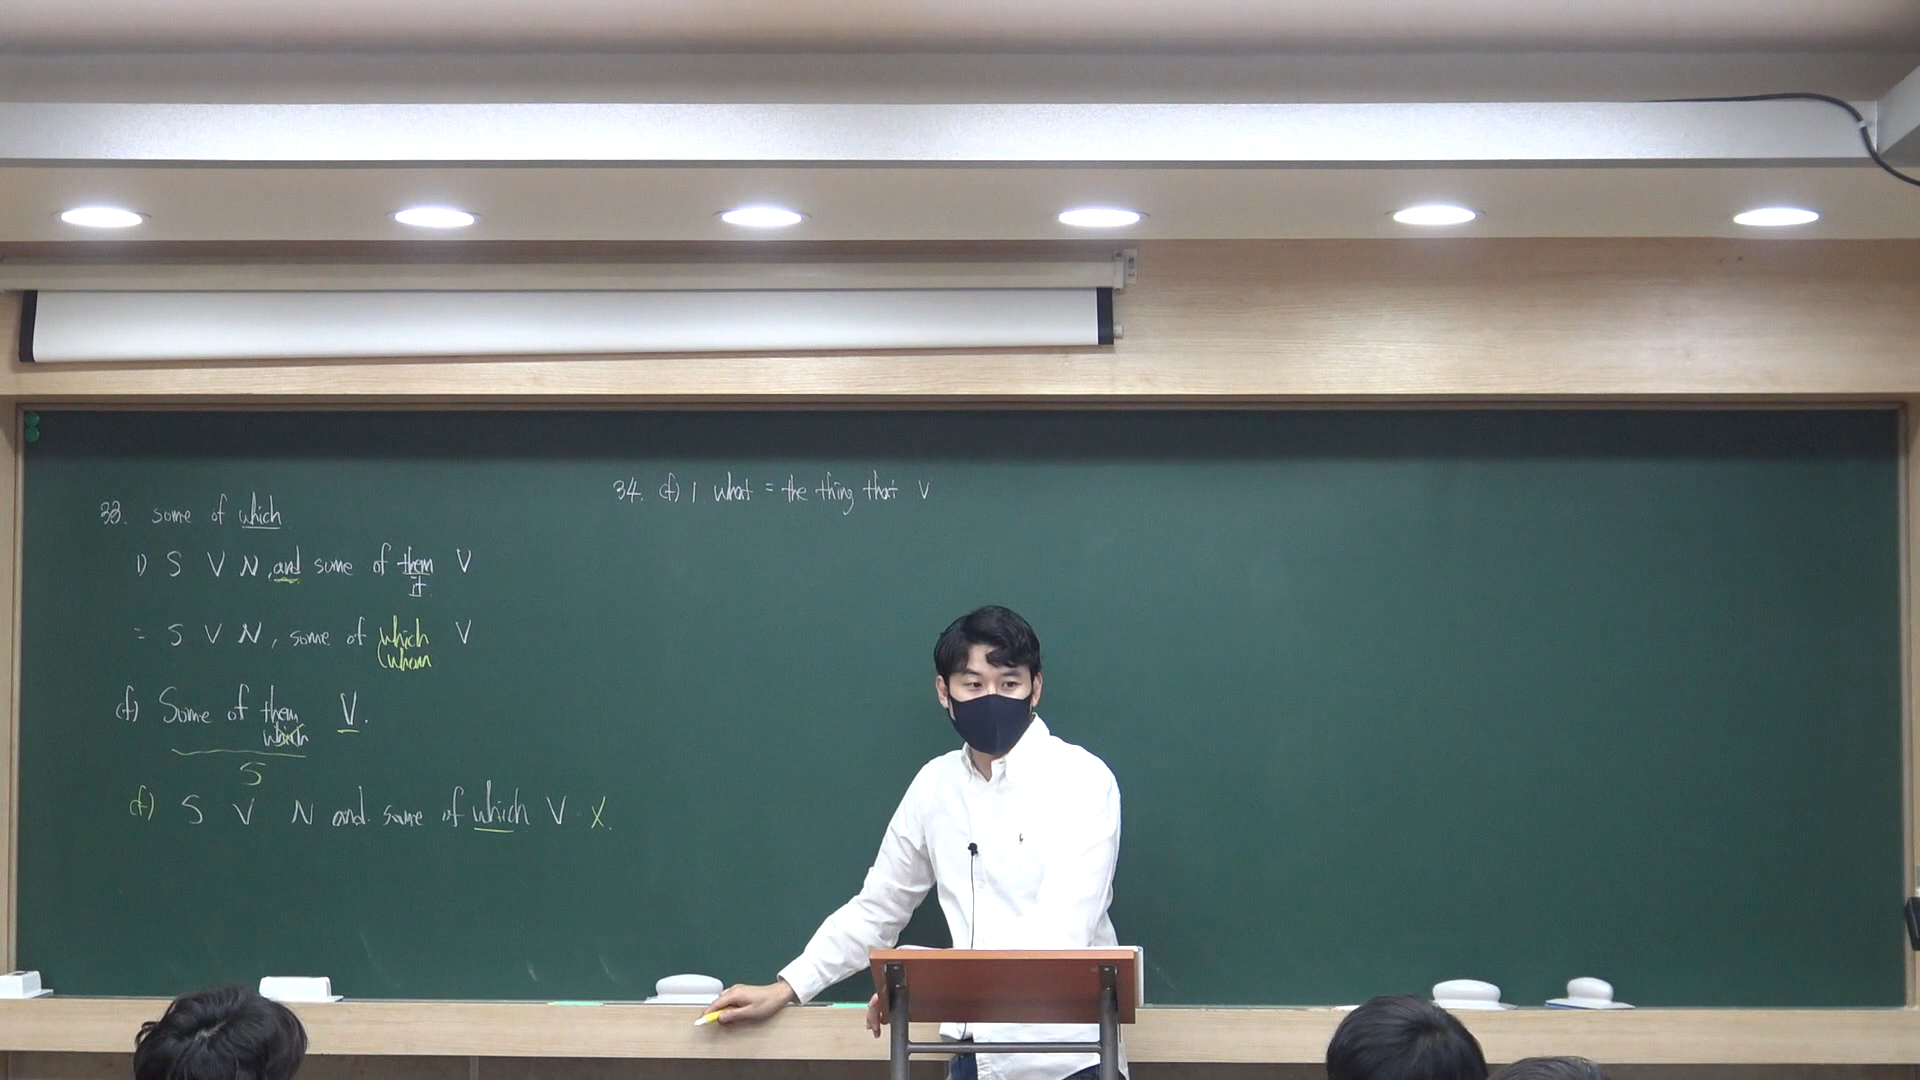 33. some of which
1) S V N, and some of them V
it
= S V N, some of which V
(whom
cf) Some of them V.
which
S
cf) S V N and some of which V X.
34. cf) 1. what = the thing that V